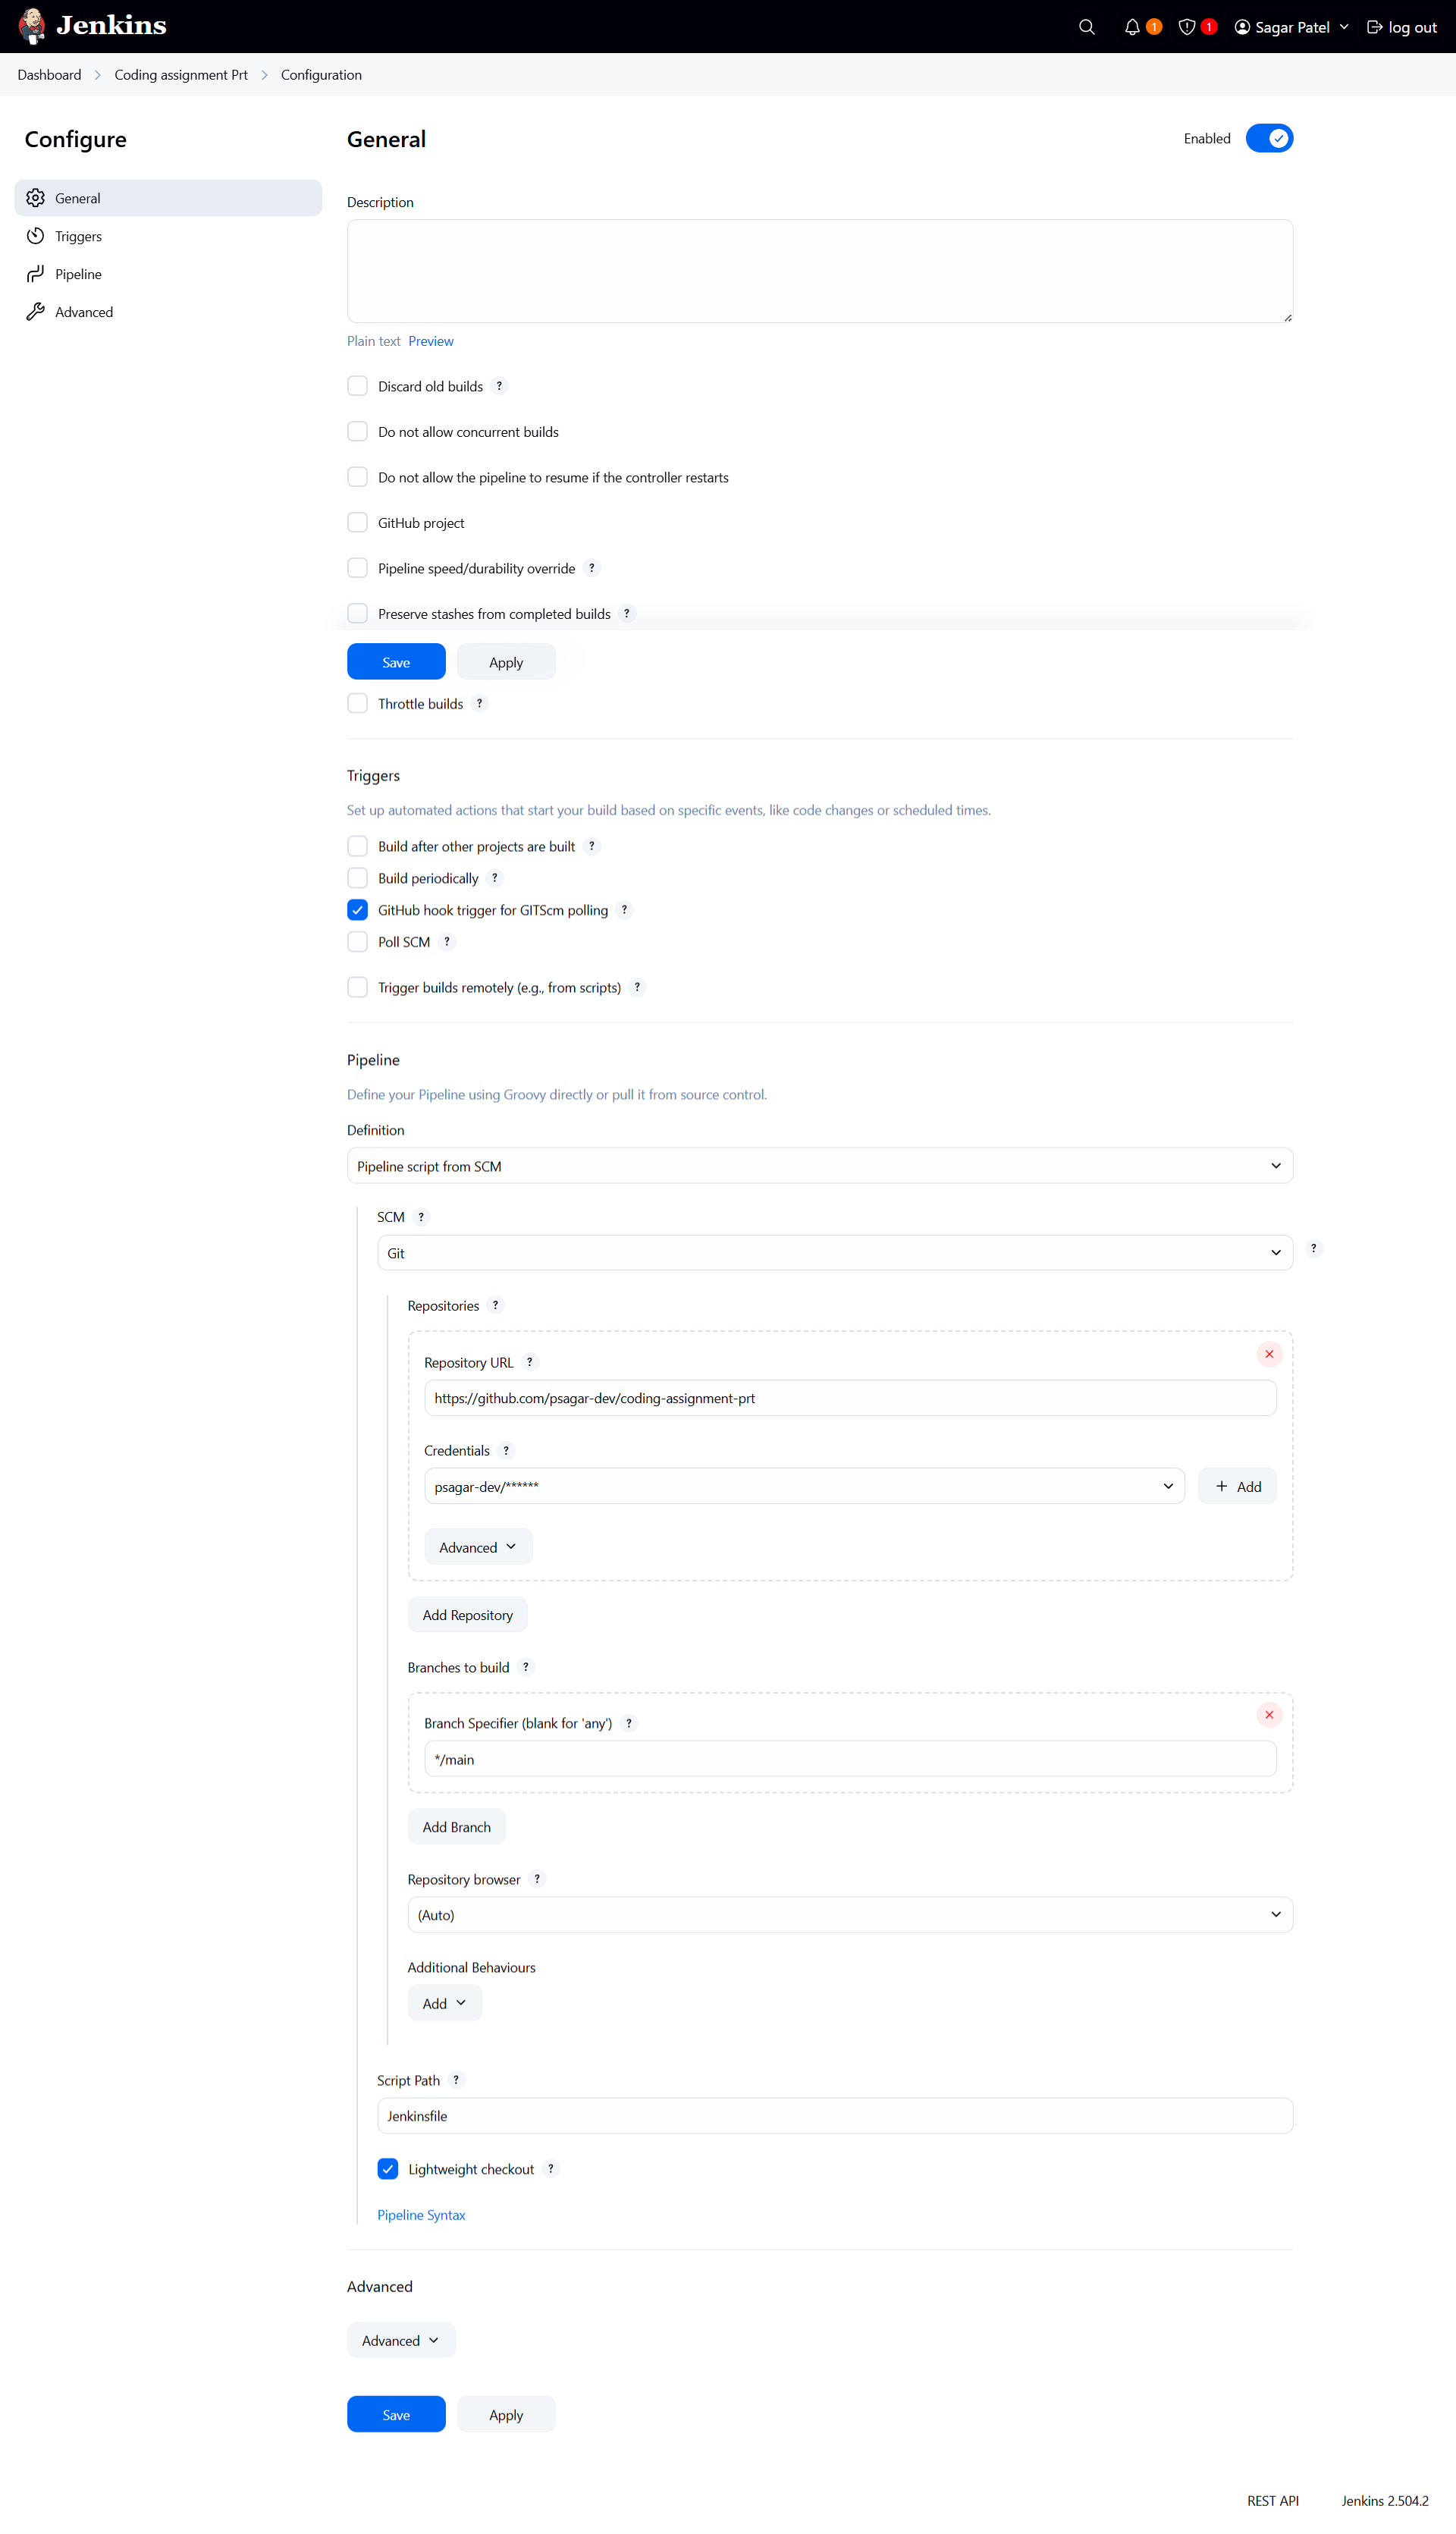 Jenkins
1
1
Sagar Patel
log out
Dashboard
Coding assignment Prt
Configuration
Configure
General
Triggers
Pipeline
Advanced
General
Enabled
Description
Plain text Preview
Discard old builds ?
Do not allow concurrent builds
Do not allow the pipeline to resume if the controller restarts
GitHub project
Pipeline speed/durability override ?
Preserve stashes from completed builds ?
Save
Apply
Throttle builds ?
Triggers
Set up automated actions that start your build based on specific events, like code changes or scheduled times.
Build after other projects are built ?
Build periodically ?
GitHub hook trigger for GITScm polling ?
Poll SCM ?
Trigger builds remotely (e.g., from scripts) ?
Pipeline
Define your Pipeline using Groovy directly or pull it from source control.
Definition
Pipeline script from SCM
SCM ?
Git
?
Repositories ?
Repository URL ?
https://github.com/psagar-dev/coding-assignment-prt
Credentials ?
psagar-dev/******
+ Add
Advanced
Add Repository
Branches to build ?
Branch Specifier (blank for 'any') ?
*/main
Add Branch
Repository browser ?
(Auto)
Additional Behaviours
Add
Script Path ?
Jenkinsfile
Lightweight checkout ?
Pipeline Syntax
Advanced
Advanced
Save
Apply
REST API
Jenkins 2.504.2